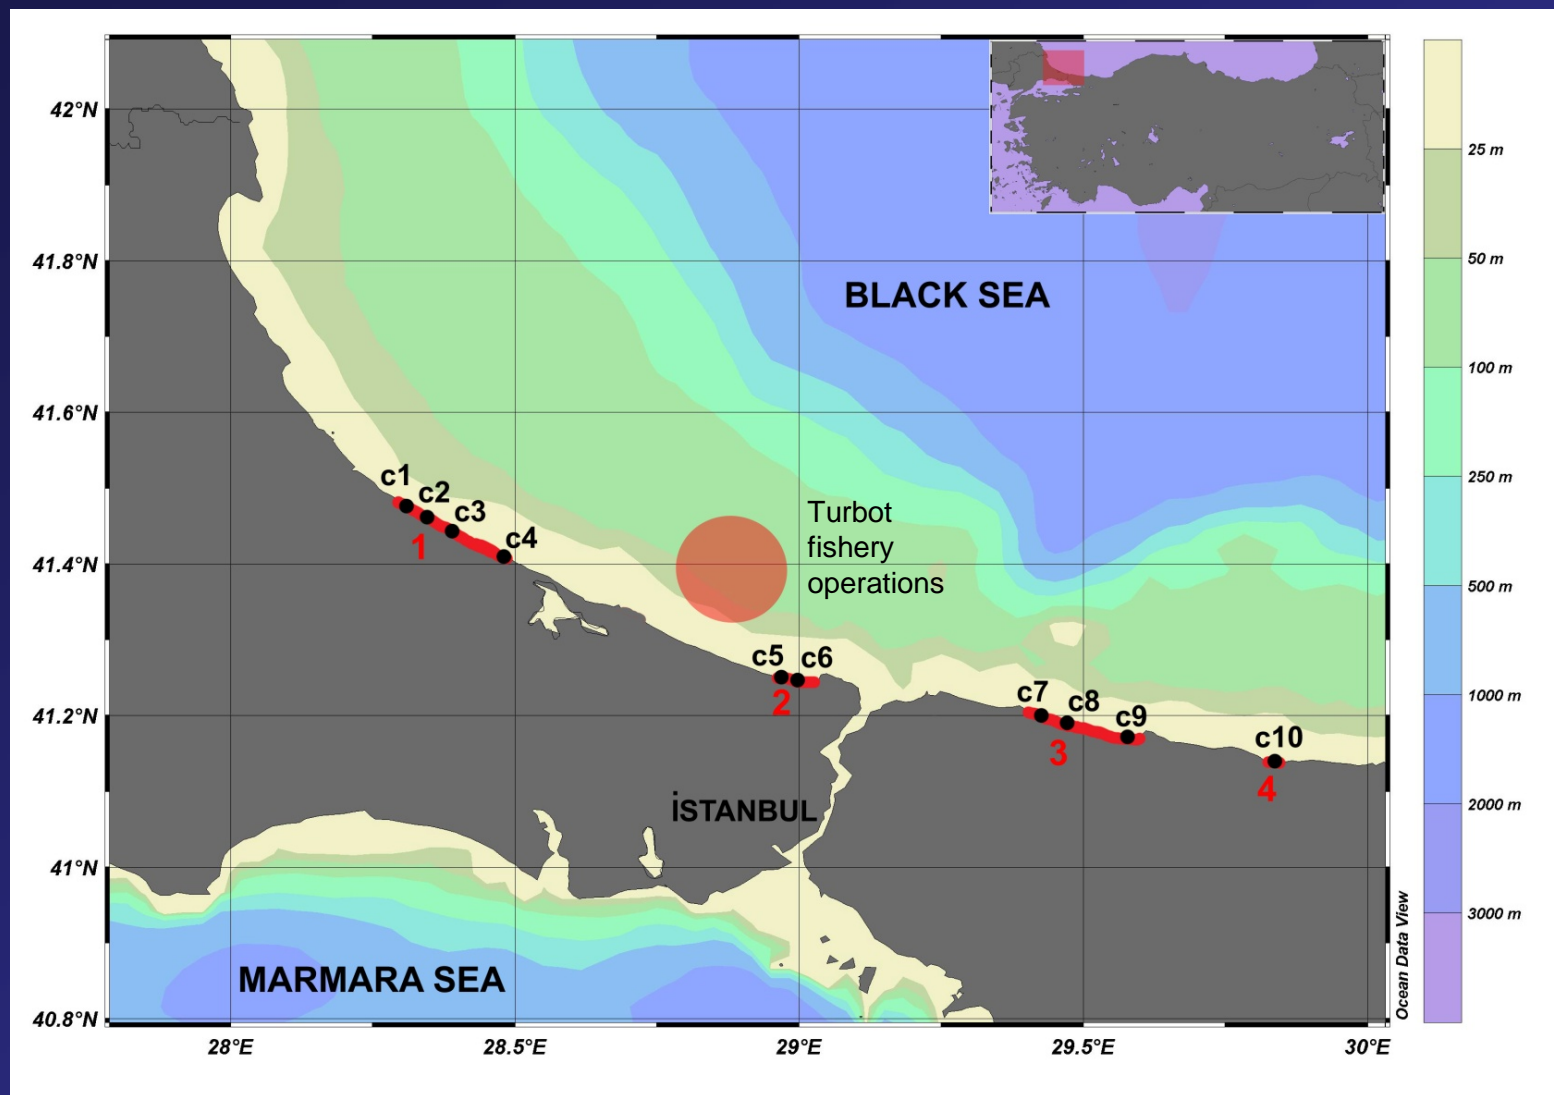 42°N
41.8°N
41.6°N
41.4°N
41.2°N
41°N
40.8°N
28°E
28.5°E
29°E
29.5°E
30°E
BLACK SEA
c1
c2
c3
c4
1
Turbot
fishery
operations
c5
c6
2
c7
c8
c9
3
c10
4
İSTANBUL
MARMARA SEA
25 m
50 m
100 m
250 m
500 m
1000 m
2000 m
3000 m
Ocean Data View